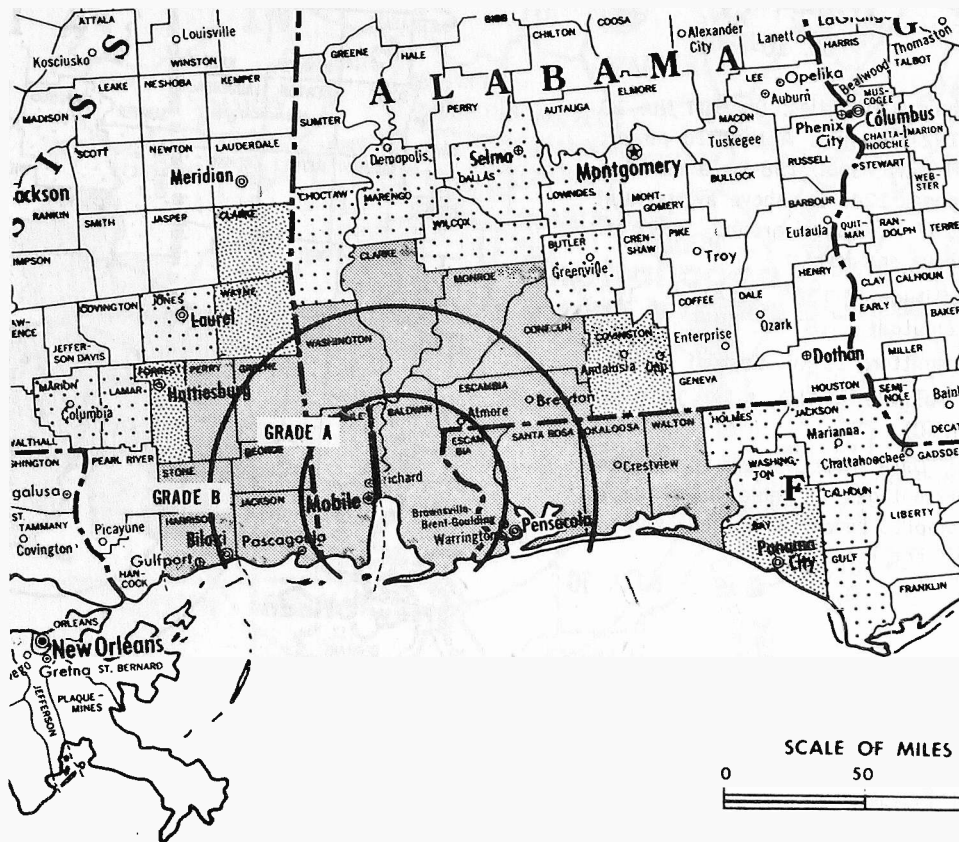 ATTALA
Louisville
Kosciusko
WINSTON
GREENE
HALE
BIBB
CHILTON
COOSA
Alexander City
Lanett
HARRIS
G
Thomaston
TALBOT
LEAKE
NESHOBA
KEMPER
MADISON
S
S
I
S
ALABAMA
PERRY
AUTAUGA
ELMORE
LEE
Opelika
Auburn
Bealwood
MUS-
COGEE
Columbus
Phenix
City
CHATTA-
HOOCHEE
MARION
SUMTER
MACON
Tuskegee
SCOTT
NEWTON
LAUDERDALE
Meridian
Demopolis
Selma
DALLAS
Montgomery
RUSSELL
STEWART
WEB-
STER
BULLOCK
RANKIN
SMITH
JASPER
CLARKE
CHOCTAW
MARENGO
WILCOX
LOWNDES
MONT-
GOMERY
BARBOUR
Eufaula
QUIT-
MAN
RAN-
DOLPH
CLARKE
MONROE
BUTLER
Greenville
CREN-
SHAW
PIKE
Troy
HENRY
CLAY
CALHOUN
COVINGTON
JONES
Laurel
WAYNE
WASHINGTON
CONECUH
COVINGTON
Andalusia
Opp
COFFEE
Enterprise
DALE
Ozark
EARLY
BAKER
JEFFER-
SON DAVIS
MARION
Columbia
LAMAR
FORREST
Hattiesburg
PERRY
GREENE
ESCAMBIA
Brewton
Atmore
GENEVA
HOUSTON
Dothan
MILLER
SEMI-
NOLE
PEARL RIVER
STONE
GEORGE
GRADE A
GRADE B
BALDWIN
ESCAM-
BIA
SANTA ROSA
OKALOOSA
WALTON
HOLMES
JACKSON
Marianna
Chattahoochee
Crestview
WASHING-
TON
F
CALHOUN
LIBERTY
JACKSON
Mobile
Brownsville-
Brent-Goulding
Warrington
Pensacola
ST.
TAMMANY
Covington
Picayune
HARRISON
Biloxi
Gulfport
Pascagoula
HAN-
COCK
BAY
Panama
City
GULF
FRANKLIN
ORLEANS
New Orleans
Gretna
ST. BERNARD
JEFFERSON
PLAQUE-
MINES
SCALE OF MILES
0
50